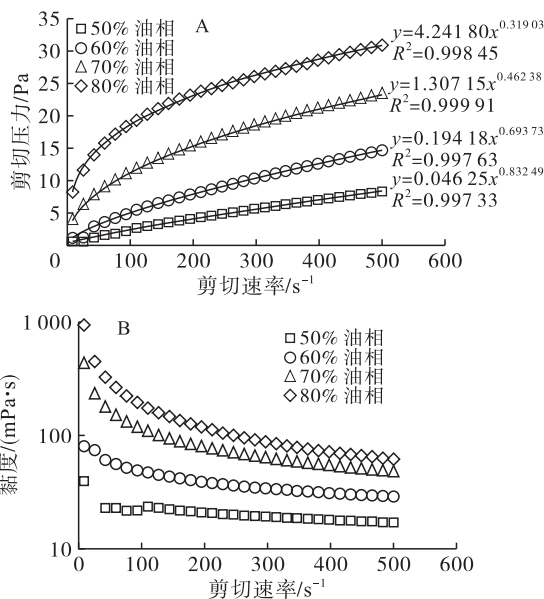 35
30
25
20
15
10
5
0
剪切压力/Pa
A
50% 油相
60% 油相
70% 油相
80% 油相
y=4.241 80x^0.319 03
R²=0.998 45
y=1.307 15x^0.462 38
R²=0.999 91
y=0.194 18x^0.693 73
R²=0.997 63
y=0.046 25x^0.832 49
R²=0.997 33
100 200 300 400 500 600
剪切速率/s⁻¹
1 000
100
10
黏度/(mPa·s)
B
50% 油相
60% 油相
70% 油相
80% 油相
0 100 200 300 400 500 600
剪切速率/s⁻¹